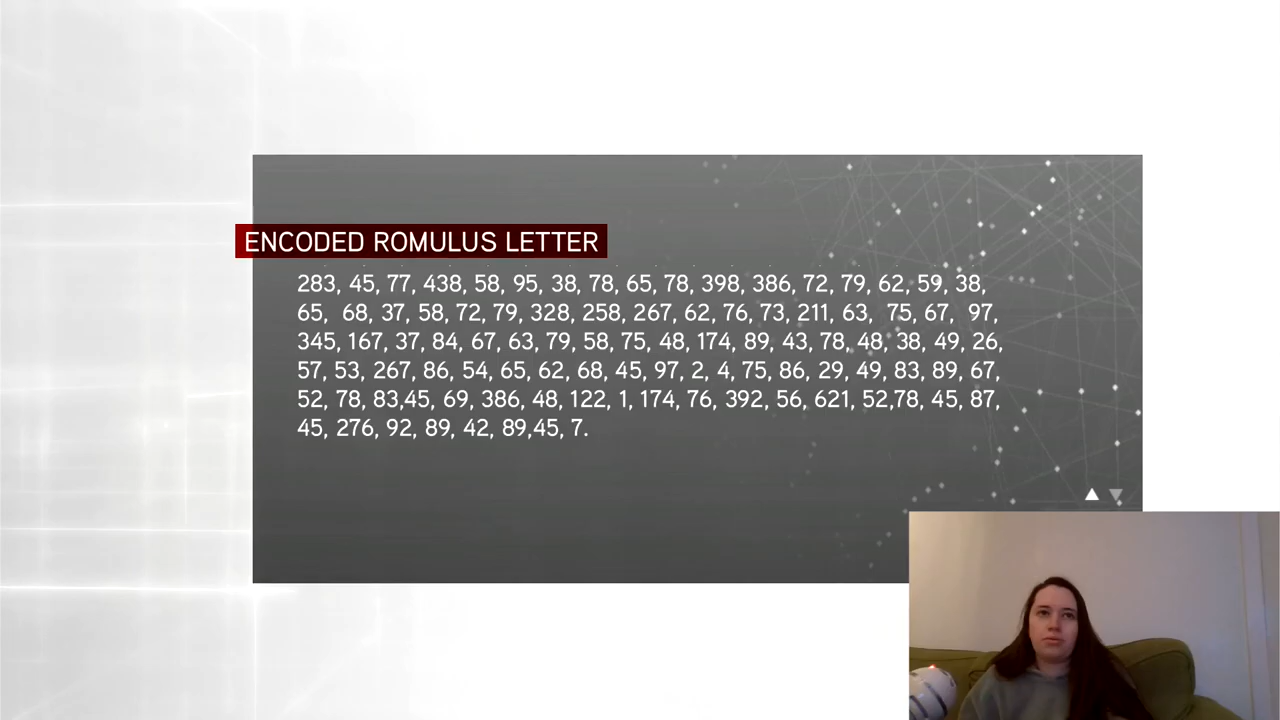 ENCODED ROMULUS LETTER
283, 45, 77, 438, 58, 95, 38, 78, 65, 78, 398, 386, 72, 79, 62, 59, 38,
65, 68, 37, 58, 72, 79, 328, 258, 267, 62, 76, 73, 211, 63, 75, 67, 97,
345, 167, 37, 84, 67, 63, 79, 58, 75, 48, 174, 89, 43, 78, 48, 38, 49, 26,
57, 53, 267, 86, 54, 65, 62, 68, 45, 97, 2, 4, 75, 86, 29, 49, 83, 89, 67,
52, 78, 83,45, 69, 386, 48, 122, 1, 174, 76, 392, 56, 621, 52,78, 45, 87,
45, 276, 92, 89, 42, 89,45, 7.